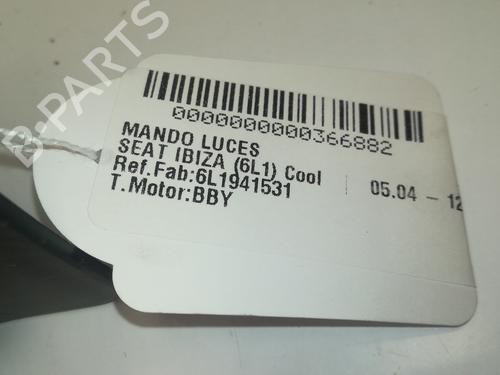 0000000000366882
MANDO LUCES
SEAT IBIZA (6L1) Cool | 05.04 - 12
Ref.Fab:6L1941531
T.Motor:BBY
B-PARTS